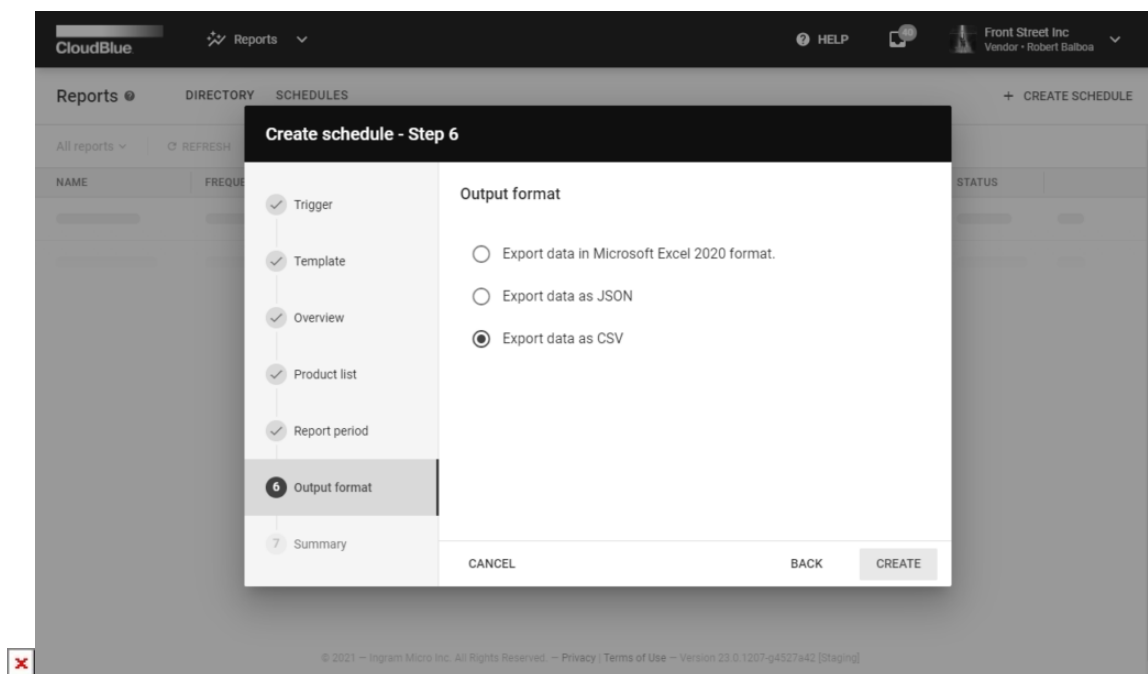 CloudBlue
Reports
HELP
40
Front Street Inc
Vendor • Robert Balboa
Reports
DIRECTORY
SCHEDULES
+ CREATE SCHEDULE
All reports
REFRESH
NAME
FREQUE
STATUS
Create schedule - Step 6
Trigger
Template
Overview
Product list
Report period
6 Output format
7 Summary
Output format
Export data in Microsoft Excel 2020 format.
Export data as JSON
Export data as CSV
CANCEL
BACK
CREATE
© 2021 — Ingram Micro Inc. All Rights Reserved. — Privacy | Terms of Use — Version 23.0.1207-g4527a42 [Staging]